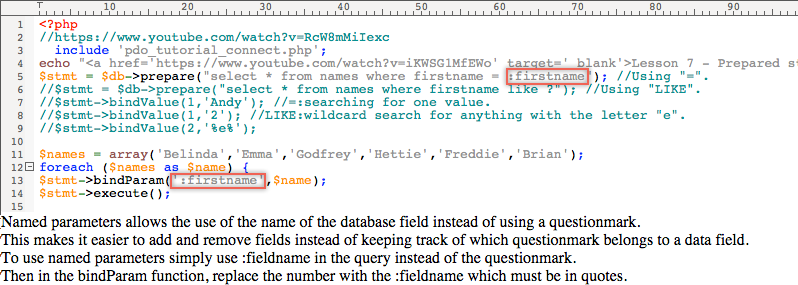 10 20 30 40 50 60 70 80 90
1 <?php
2 //https://www.youtube.com/watch?v=RcW8mMiIexc
3 include 'pdo_tutorial_connect.php';
4 echo "<a href='https://www.youtube.com/watch?v=iKWSGlMfEWo' target='_blank'>Lesson 7 - Prepared st
5 $stmt = $db->prepare("select * from names where firstname = :firstname"); //Using "=".
6 //$stmt = $db->prepare("select * from names where firstname like ?"); //Using "LIKE".
7 //$stmt->bindValue(1,'Andy'); //=:searching for one value.
8 //$stmt->bindValue(1,'2'); //LIKE:wildcard search for anything with the letter "e".
9 //$stmt->bindValue(2,'%e%');
10
11 $names = array('Belinda','Emma','Godfrey','Hettie','Freddie','Brian');
12 foreach ($names as $name) {
13 $stmt->bindParam(':firstname',$name);
14 $stmt->execute();
15
Named parameters allows the use of the name of the database field instead of using a questionmark.
This makes it easier to add and remove fields instead of keeping track of which questionmark belongs to a data field.
To use named parameters simply use :fieldname in the query instead of the questionmark.
Then in the bindParam function, replace the number with the :fieldname which must be in quotes.